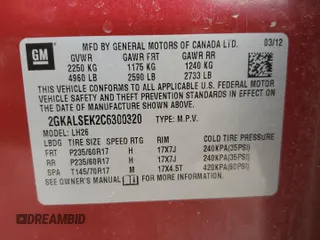 GM
MFD BY GENERAL MOTORS OF CANADA LTD. 03/12
GVWR GAWR FRT GAWR RR
2250 KG 1175 KG 1240 KG
4960 LB 2590 LB 2733 LB
THIS VEHICLE CONFORMS TO ALL APPLICABLE U.S. FEDERAL MOTOR VEHICLE
SAFETY, BUMPER, AND THEFT PREVENTION STANDARDS IN EFFECT ON THE
DATE OF MANUFACTURE SHOWN ABOVE.
2GKALSEK2C6300320 TYPE: M.P.V.
MODEL: LH26
LBDG TIRE SIZE SPEED RTG RIM COLD TIRE PRESSURE
FRT P235/60R17 H 17X7J 240KPA(35PSI)
RR P235/60R17 H 17X7J 240KPA(35PSI)
SPA T145/70R17 M 17X4.5T 420KPA(60PSI)
SEE OWNER'S MANUAL
DREAMBID